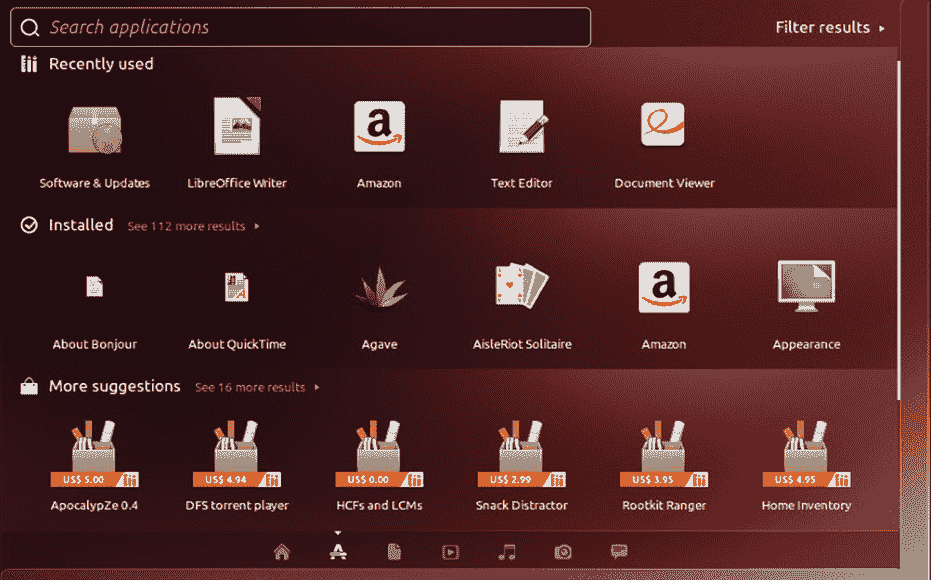 Search applications
Filter results
Recently used
Software & Updates
LibreOffice Writer
Amazon
Text Editor
Document Viewer
Installed
See 112 more results
About Bonjour
About QuickTime
Agave
AisleRiot Solitaire
Amazon
Appearance
More suggestions
See 16 more results
US$ 5.00
US$ 4.94
US$ 0.00
US$ 2.99
US$ 3.95
US$ 4.95
ApocalypZe 0.4
DFS torrent player
HCFs and LCMs
Snack Distractor
Rootkit Ranger
Home Inventory